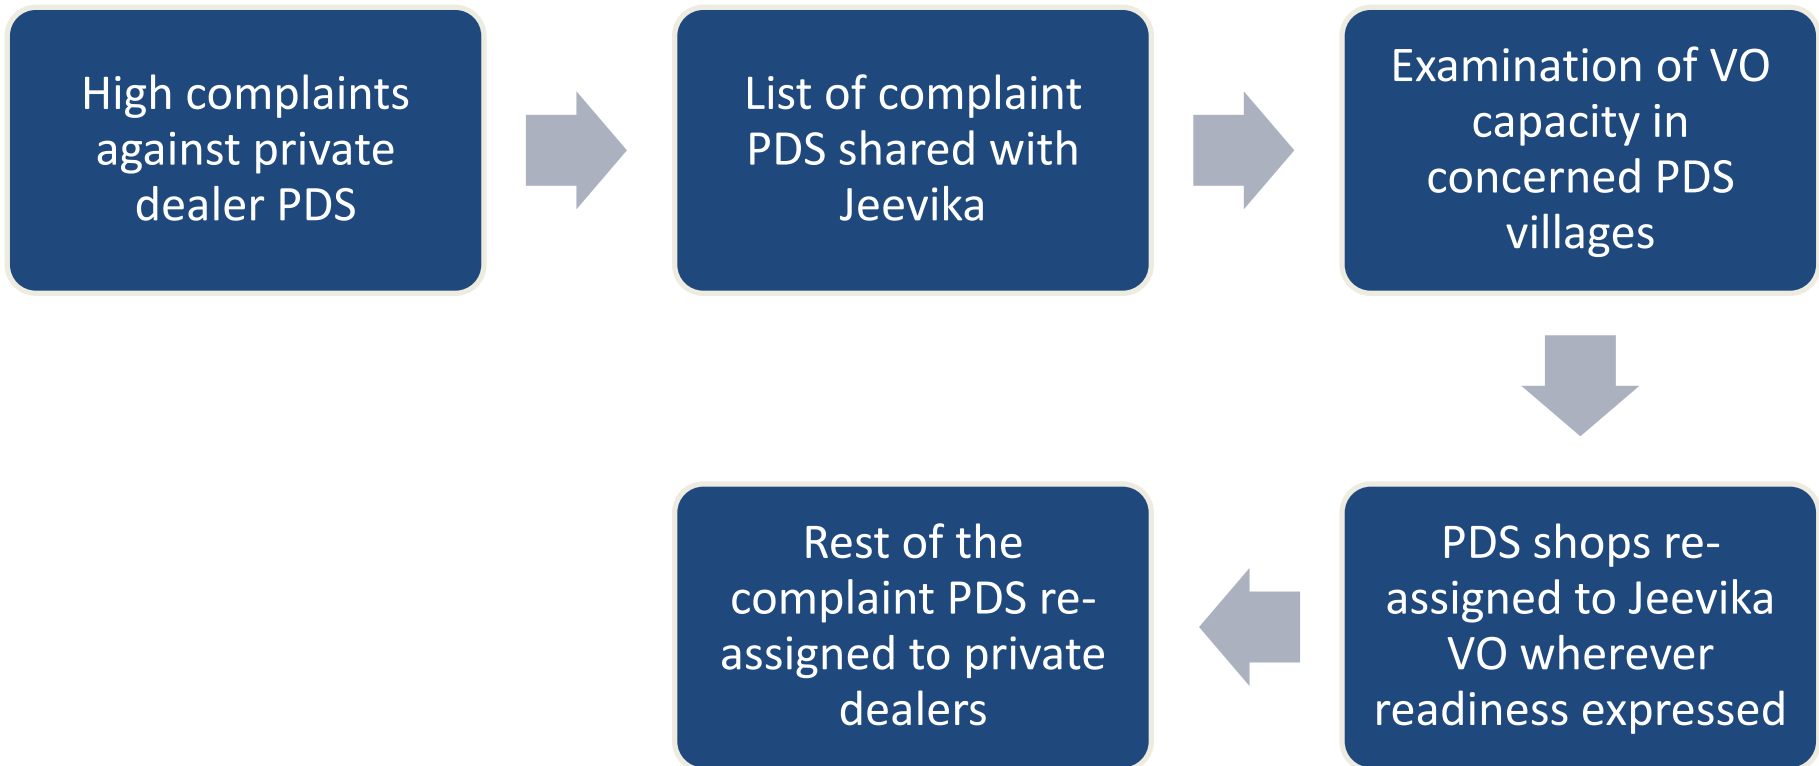 High complaints
against private
dealer PDS
List of complaint
PDS shared with
Jeevika
Examination of VO
capacity in
concerned PDS
villages
PDS shops re-
assigned to Jeevika
VO wherever
readiness expressed
Rest of the
complaint PDS re-
assigned to private
dealers